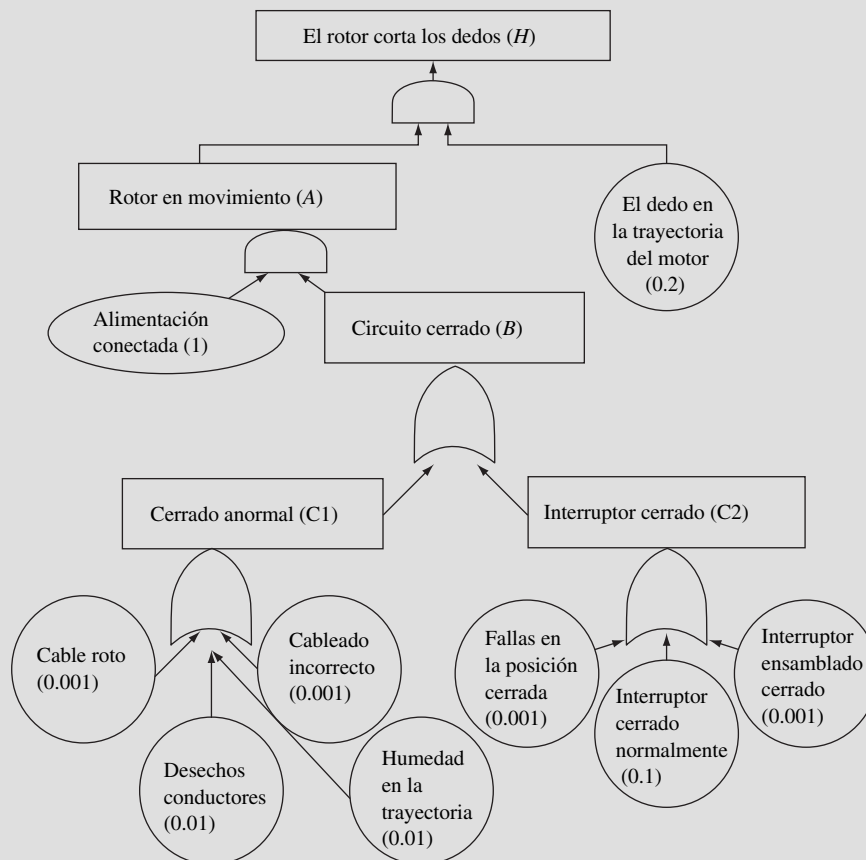 El rotor corta los dedos (H)
Rotor en movimiento (A)
El dedo en
la trayectoria
del motor
(0.2)
Alimentación
conectada (1)
Circuito cerrado (B)
Cerrado anormal (C1)
Interruptor cerrado (C2)
Cable roto
(0.001)
Cableado
incorrecto
(0.001)
Desechos
conductores
(0.01)
Humedad
en la
trayectoria
(0.01)
Fallas en
la posición
cerrada
(0.001)
Interruptor
cerrado
normalmente
(0.1)
Interruptor
ensamblado
cerrado
(0.001)